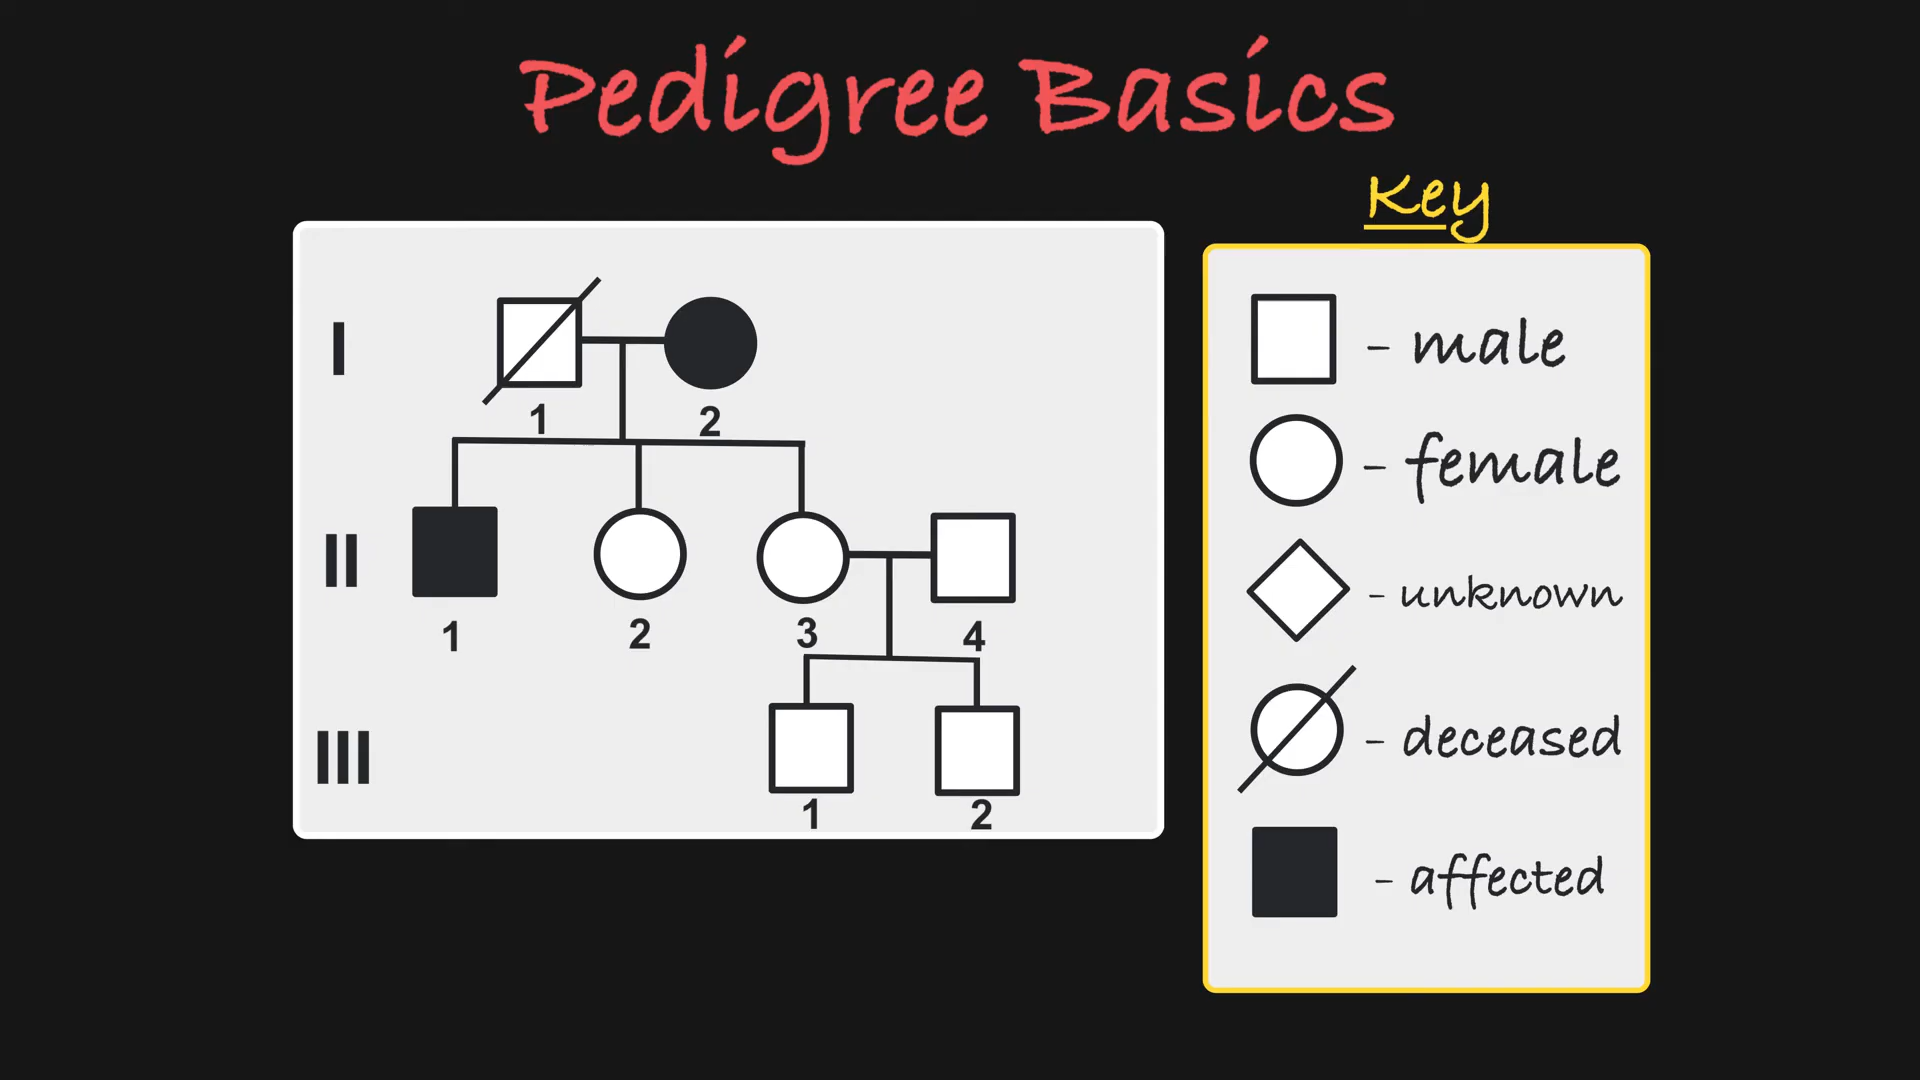 Pedigree Basics
Key
I
1
2
II
1
2
3
4
III
1
2
- male
- female
- unknown
- deceased
- affected